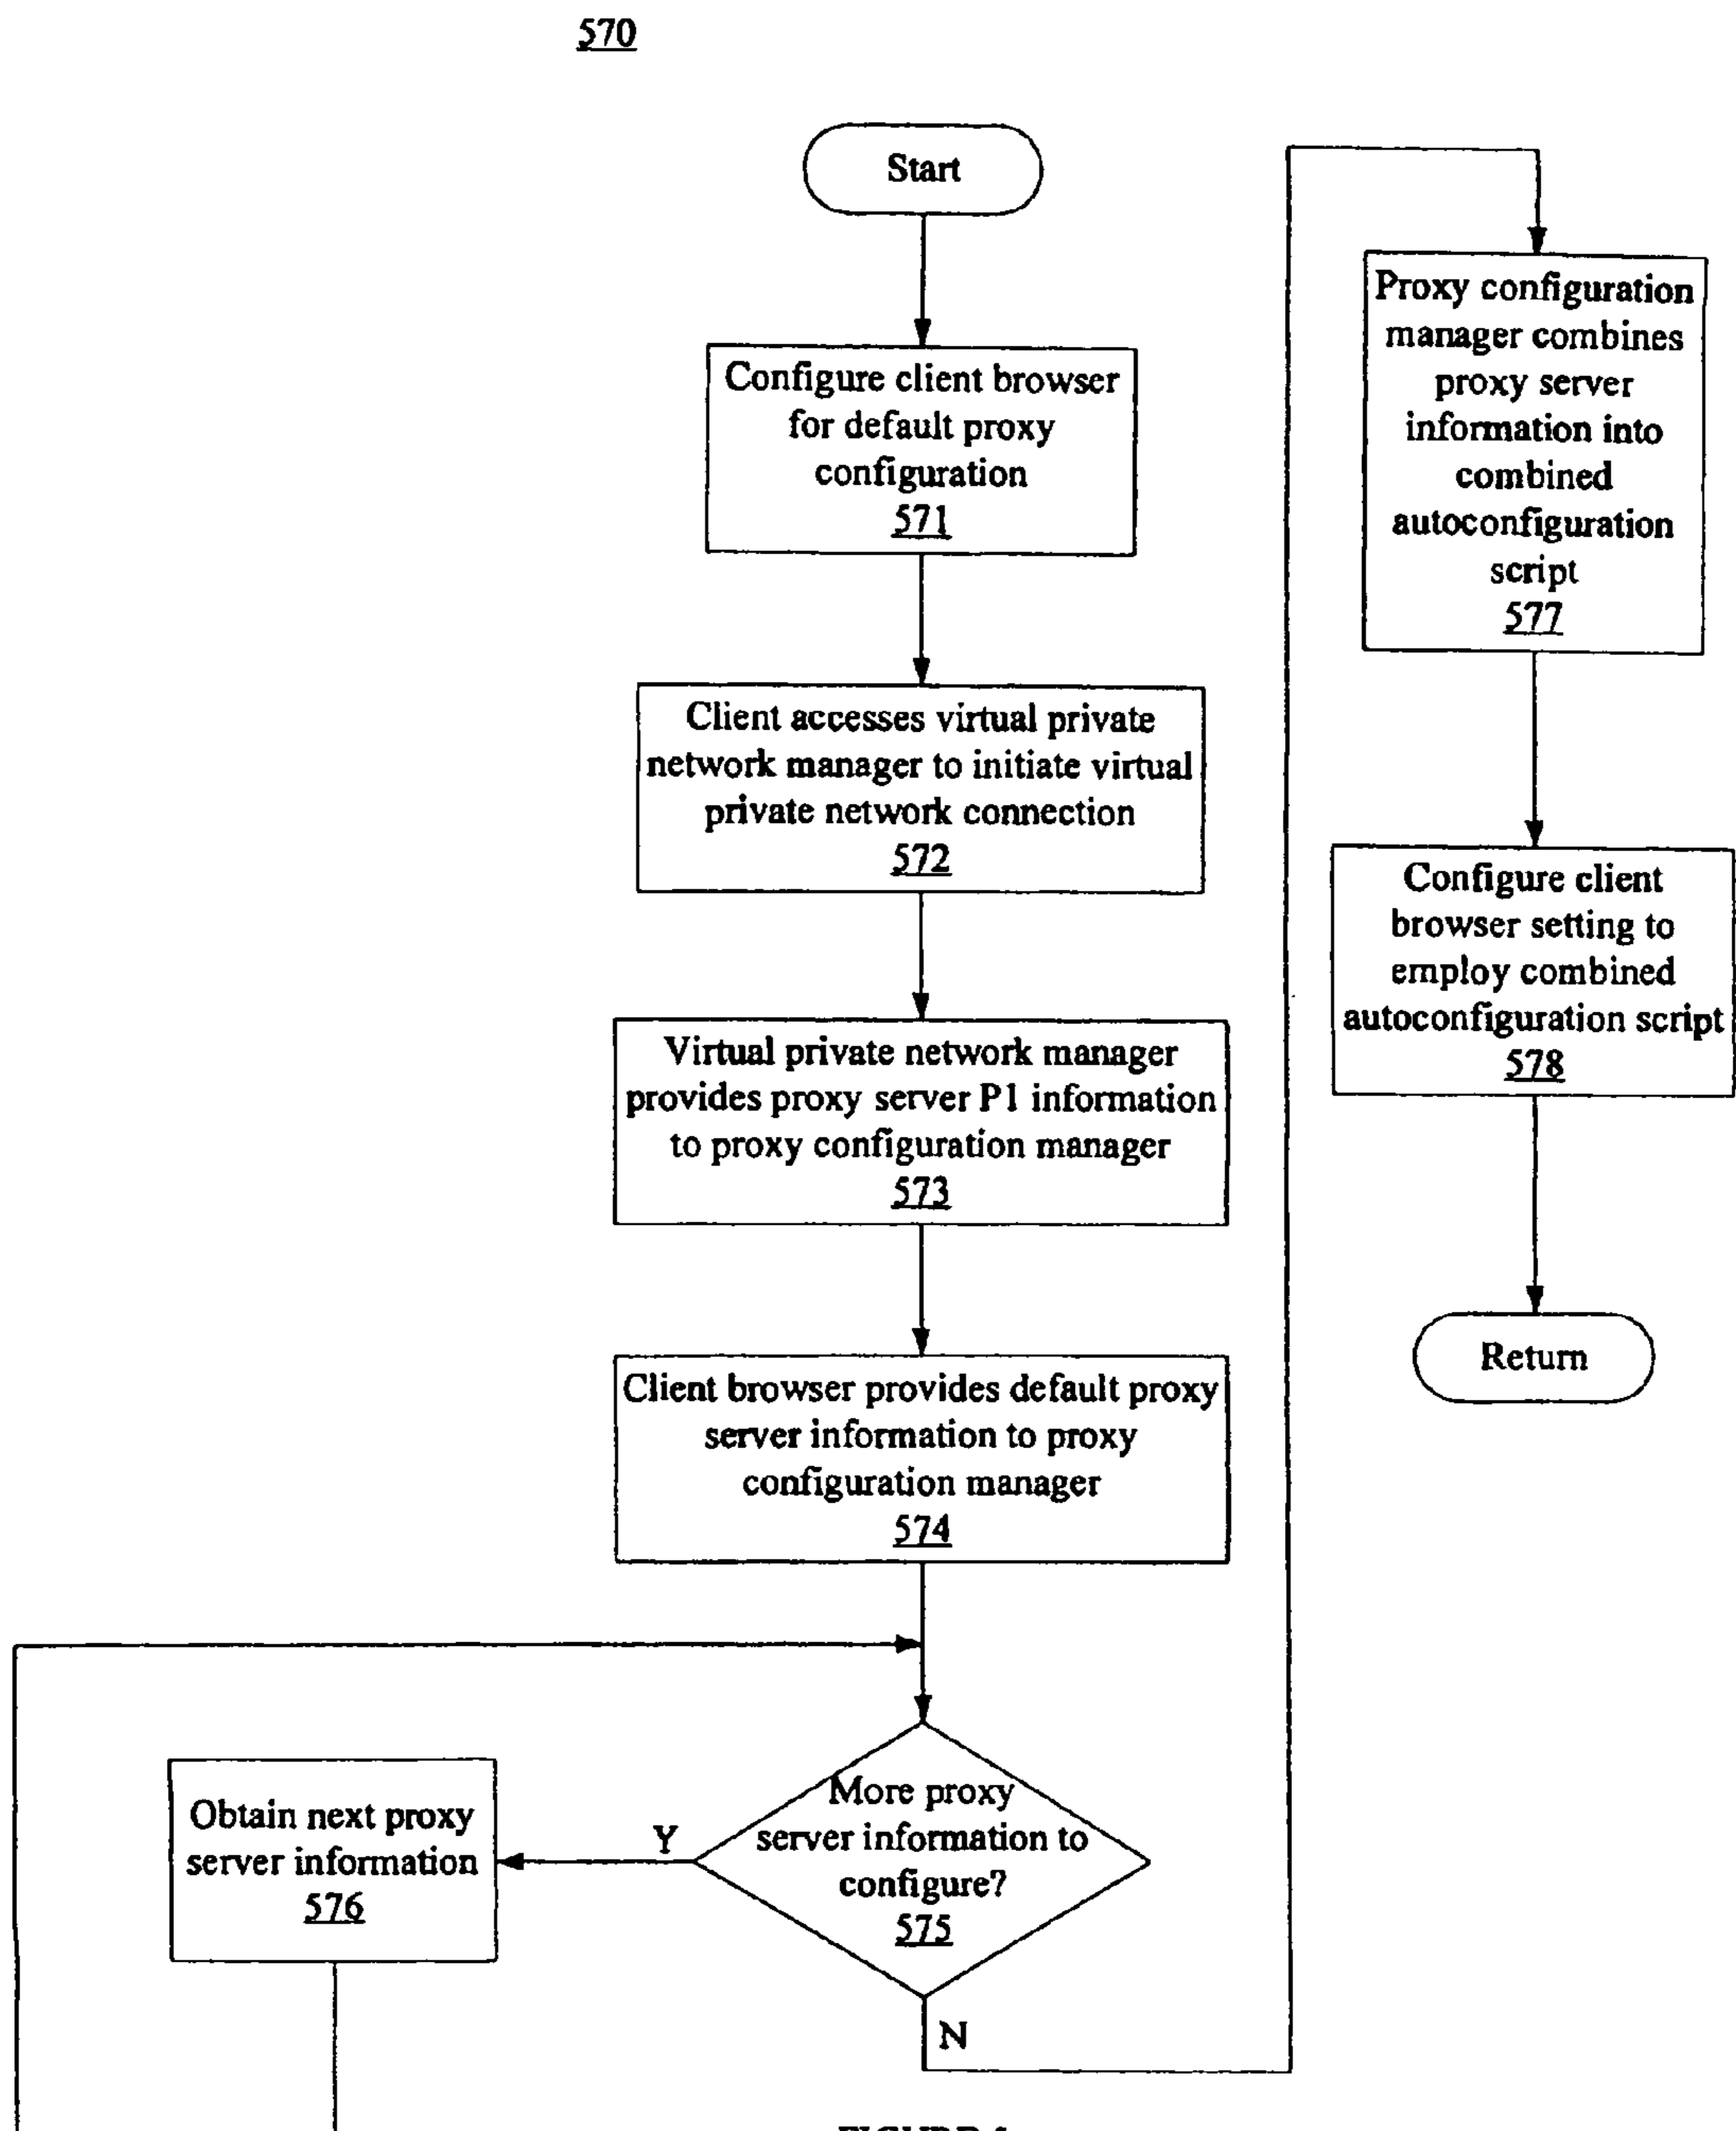 570
Start
Configure client browser
for default proxy
configuration
571
Client accesses virtual private
network manager to initiate virtual
private network connection
572
Virtual private network manager
provides proxy server P1 information
to proxy configuration manager
573
Client browser provides default proxy
server information to proxy
configuration manager
574
More proxy
server information to
configure?
575
Y
N
Obtain next proxy
server information
576
Proxy configuration
manager combines
proxy server
information into
combined
autoconfiguration
script
577
Configure client
browser setting to
employ combined
autoconfiguration script
578
Return